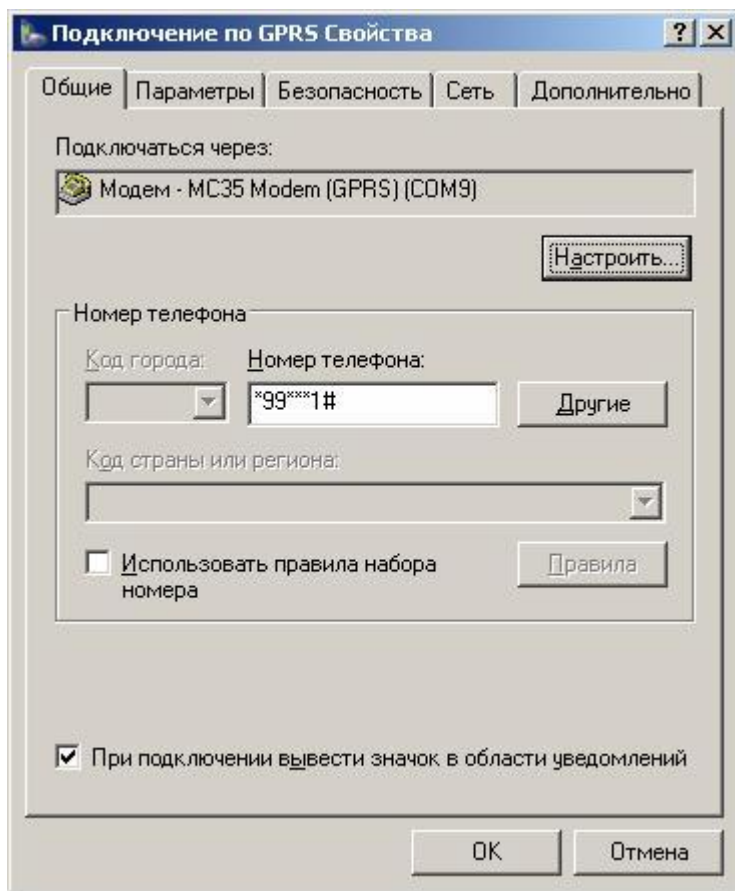 Подключение по GPRS Свойства
Общие Параметры Безопасность Сеть Дополнительно
Подключаться через:
Модем - MC35 Modem (GPRS) (COM9)
Настроить...
Номер телефона
Код города: Номер телефона:
*99***1# Другие
Код страны или региона:
Использовать правила набора Правила
номера
При подключении вывести значок в области уведомлений
OK Отмена